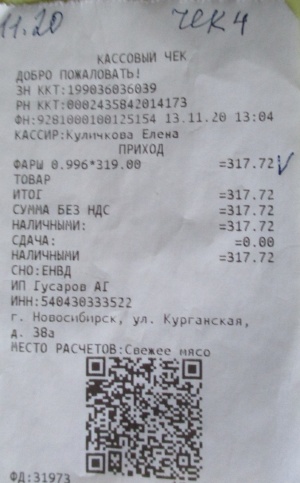 11.20 ЧЕК 4
КАССОВЫЙ ЧЕК
ДОБРО ПОЖАЛОВАТЬ!
ЗН ККТ:199036036039
РН ККТ:0002435842014173
ФН:9281000100125154 13.11.20 13:04
КАССИР:Куличкова Елена
ПРИХОД
ФАРШ 0.996*319.00 =317.72
ТОВАР
ИТОГ =317.72
СУММА БЕЗ НДС =317.72
НАЛИЧНЫМИ: =317.72
СДАЧА: =0.00
НАЛИЧНЫМИ =317.72
СНО:ЕНВД
ИП Гусаров АГ
ИНН:540430333522
г. Новосибирск, ул. Курганская,
д. 38а
МЕСТО РАСЧЕТОВ:Свежее мясо
ФД:31973